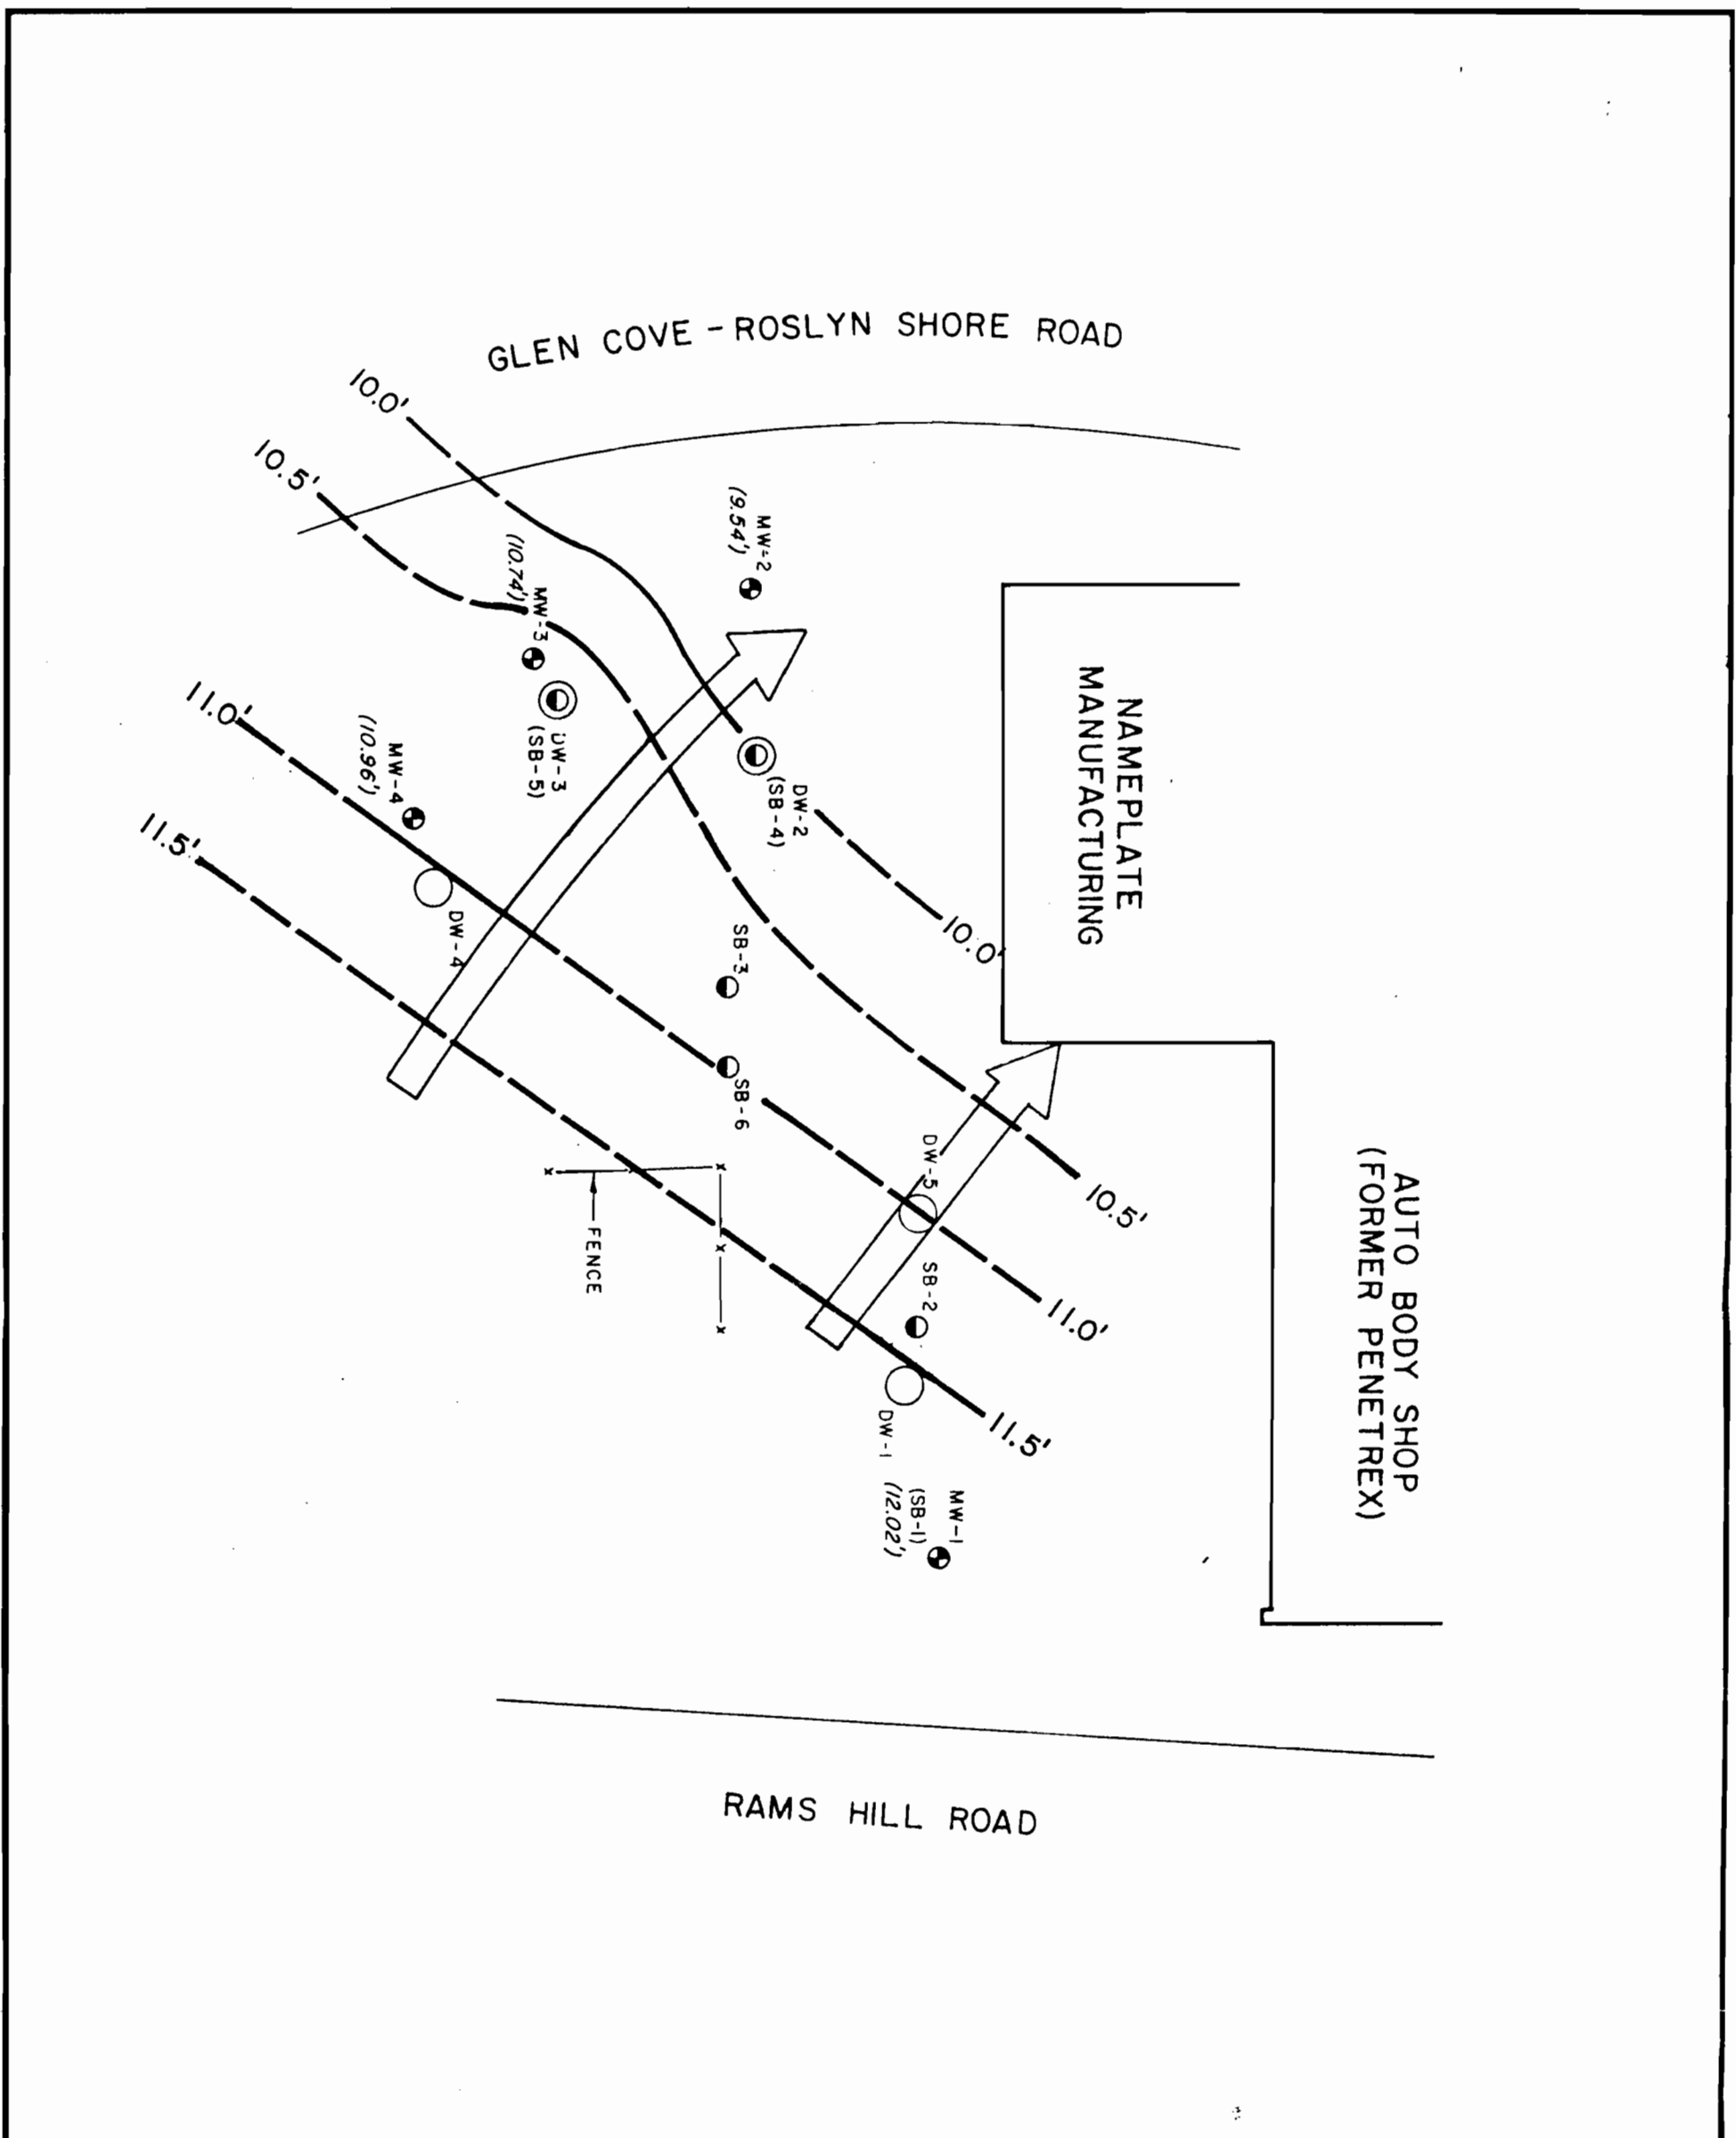 GLEN COVE - ROSLYN SHORE ROAD
10.0'
10.5'
MW-2
(9.54')
MW-3
(10.74')
DW-3
(SB-5)
NAMEPLATE
MANUFACTURING
11.0'
MW-4
(10.96')
DW-2
(SB-4)
11.5'
DW-4
SB-3
10.0'
SB-6
DW-5
10.5'
AUTO BODY SHOP
(FORMER PENETREX)
FENCE
SB-2
11.0'
DW-1
11.5'
MW-1
(SB-1)
(12.02')
RAMS HILL ROAD